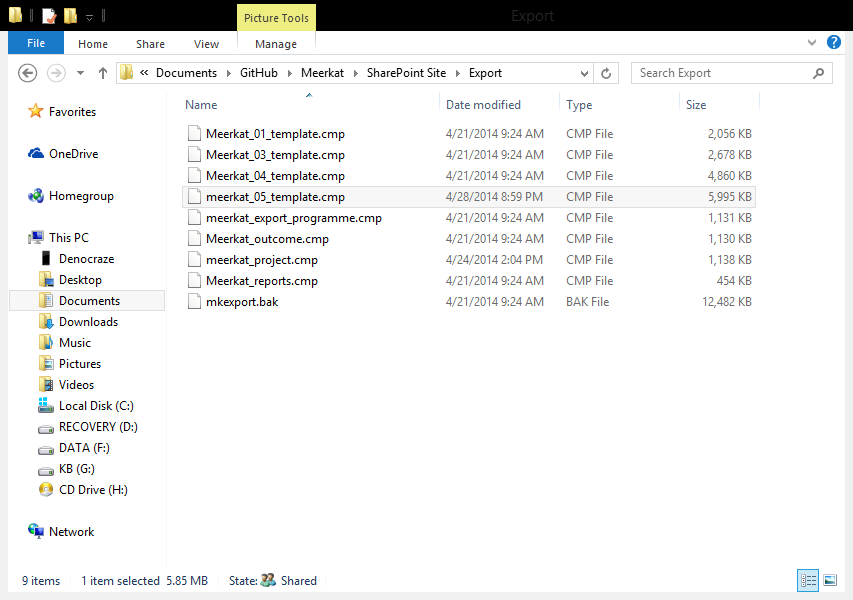 Picture Tools
Export
File Home Share View Manage
« Documents GitHub Meerkat SharePoint Site Export Search Export
Name Date modified Type Size
Favorites
OneDrive
Homegroup
This PC
Denocraze
Desktop
Documents
Downloads
Music
Pictures
Videos
Local Disk (C:)
RECOVERY (D:)
DATA (F:)
KB (G:)
CD Drive (H:)
Network
Meerkat_01_template.cmp 4/21/2014 9:24 AM CMP File 2,056 KB
Meerkat_03_template.cmp 4/21/2014 9:24 AM CMP File 2,678 KB
Meerkat_04_template.cmp 4/21/2014 9:24 AM CMP File 4,860 KB
meerkat_05_template.cmp 4/28/2014 8:59 PM CMP File 5,995 KB
meerkat_export_programme.cmp 4/21/2014 9:24 AM CMP File 1,131 KB
Meerkat_outcome.cmp 4/21/2014 9:24 AM CMP File 1,130 KB
meerkat_project.cmp 4/24/2014 2:04 PM CMP File 1,138 KB
Meerkat_reports.cmp 4/21/2014 9:24 AM CMP File 454 KB
mkexport.bak 4/21/2014 9:24 AM BAK File 12,482 KB
9 items 1 item selected 5.85 MB State: Shared